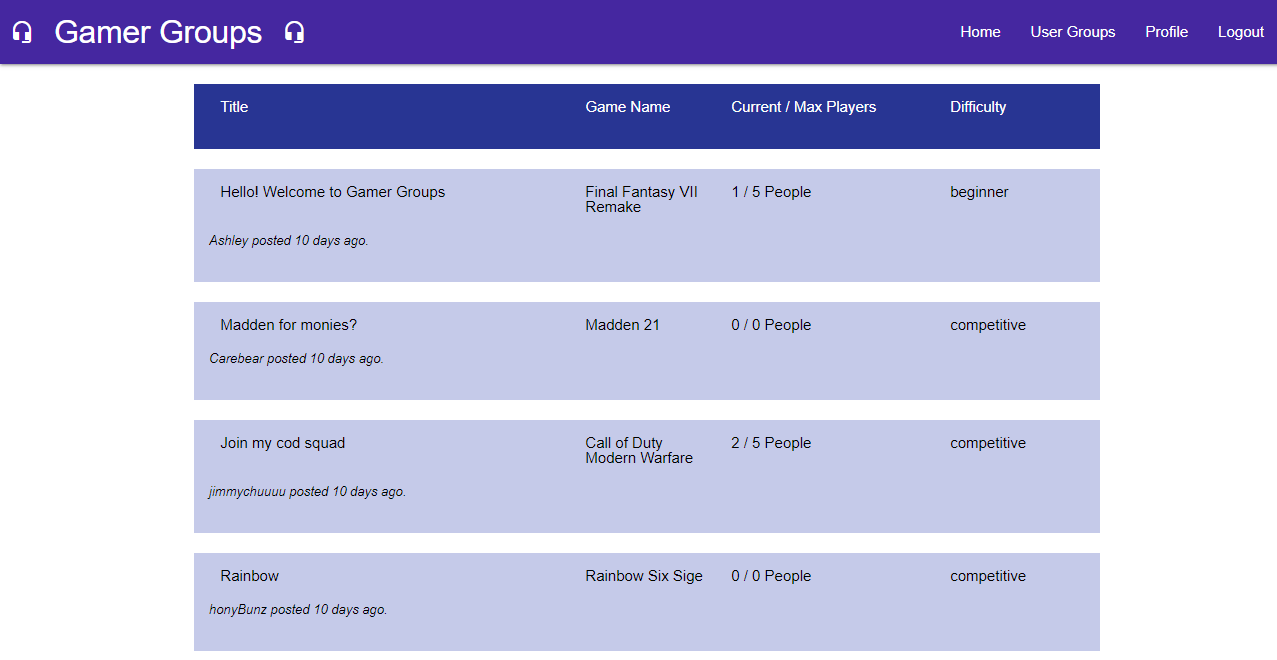 Gamer Groups
Home User Groups Profile Logout
Title Game Name Current / Max Players Difficulty
Hello! Welcome to Gamer Groups Final Fantasy VII 1 / 5 People beginner
Remake
Ashley posted 10 days ago.
Madden for monies? Madden 21 0 / 0 People competitive
Carebear posted 10 days ago.
Join my cod squad Call of Duty 2 / 5 People competitive
Modern Warfare
jimmychuuuu posted 10 days ago.
Rainbow Rainbow Six Sige 0 / 0 People competitive
honyBunz posted 10 days ago.